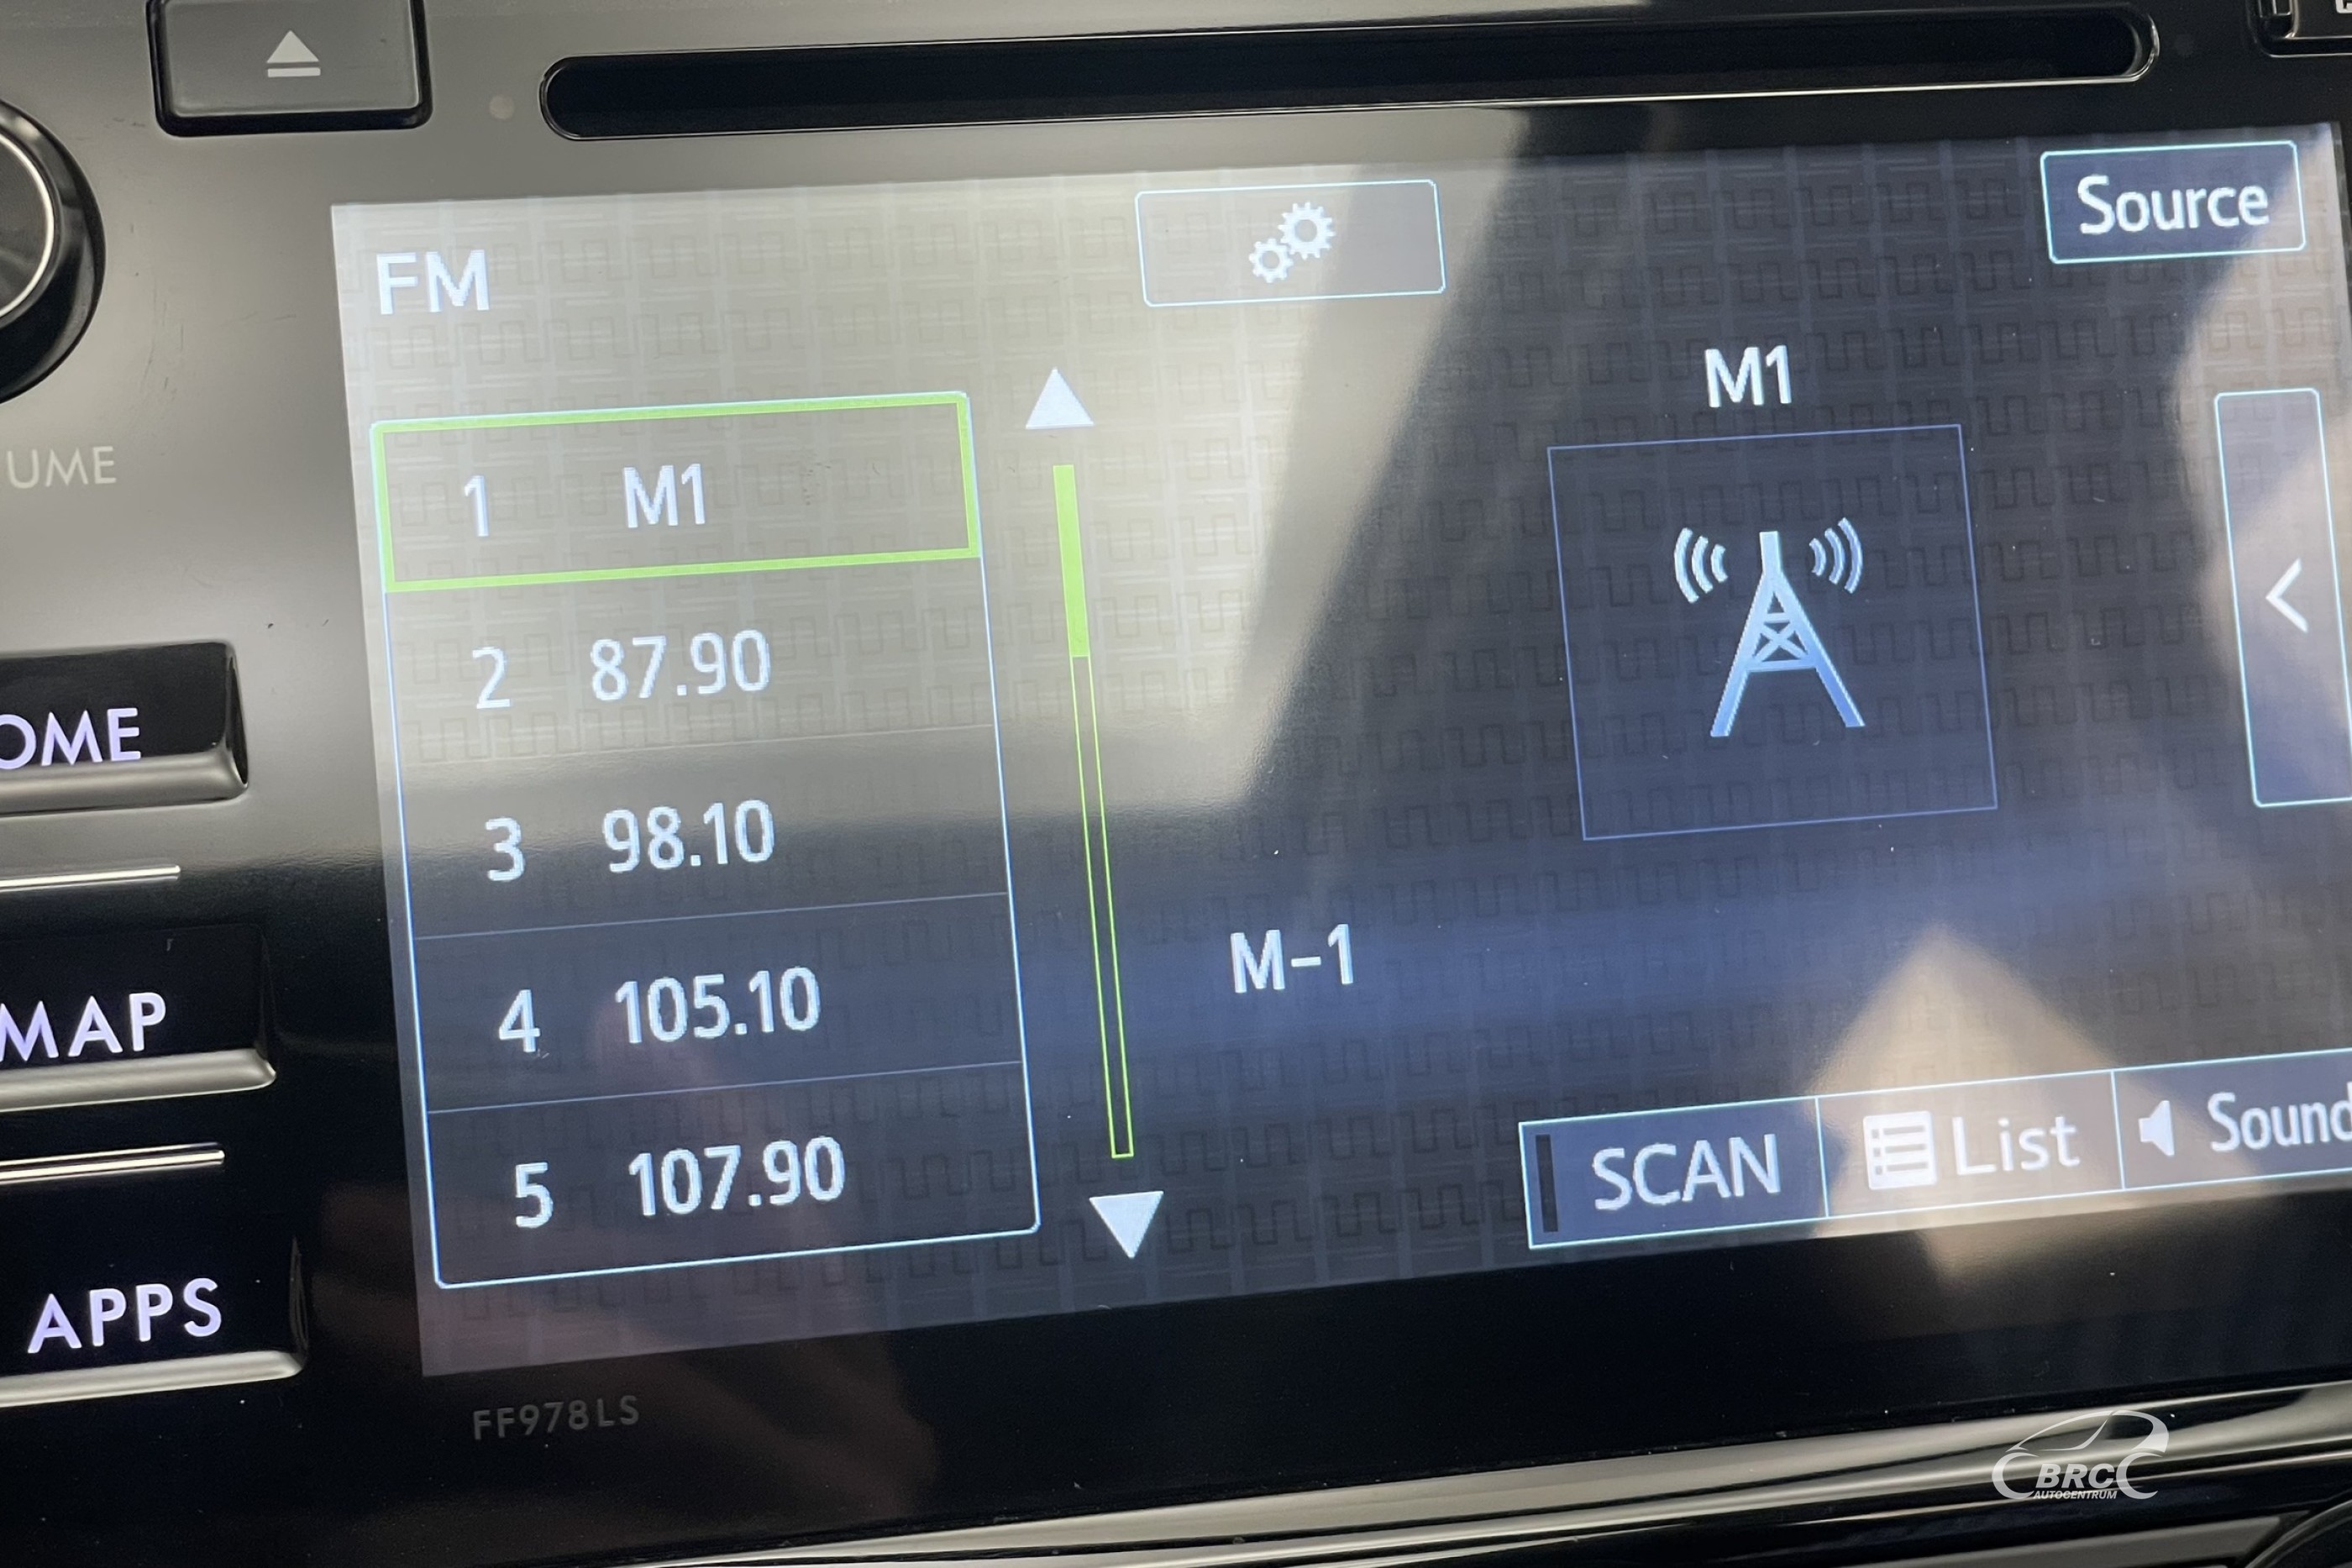 FM
Source
M1
1 M1
2 87.90
3 98.10
4 105.10
5 107.90
M-1
SCAN List Sound
UME
OME
MAP
APPS
FF978LS
BRC
AUTOCENTRUM